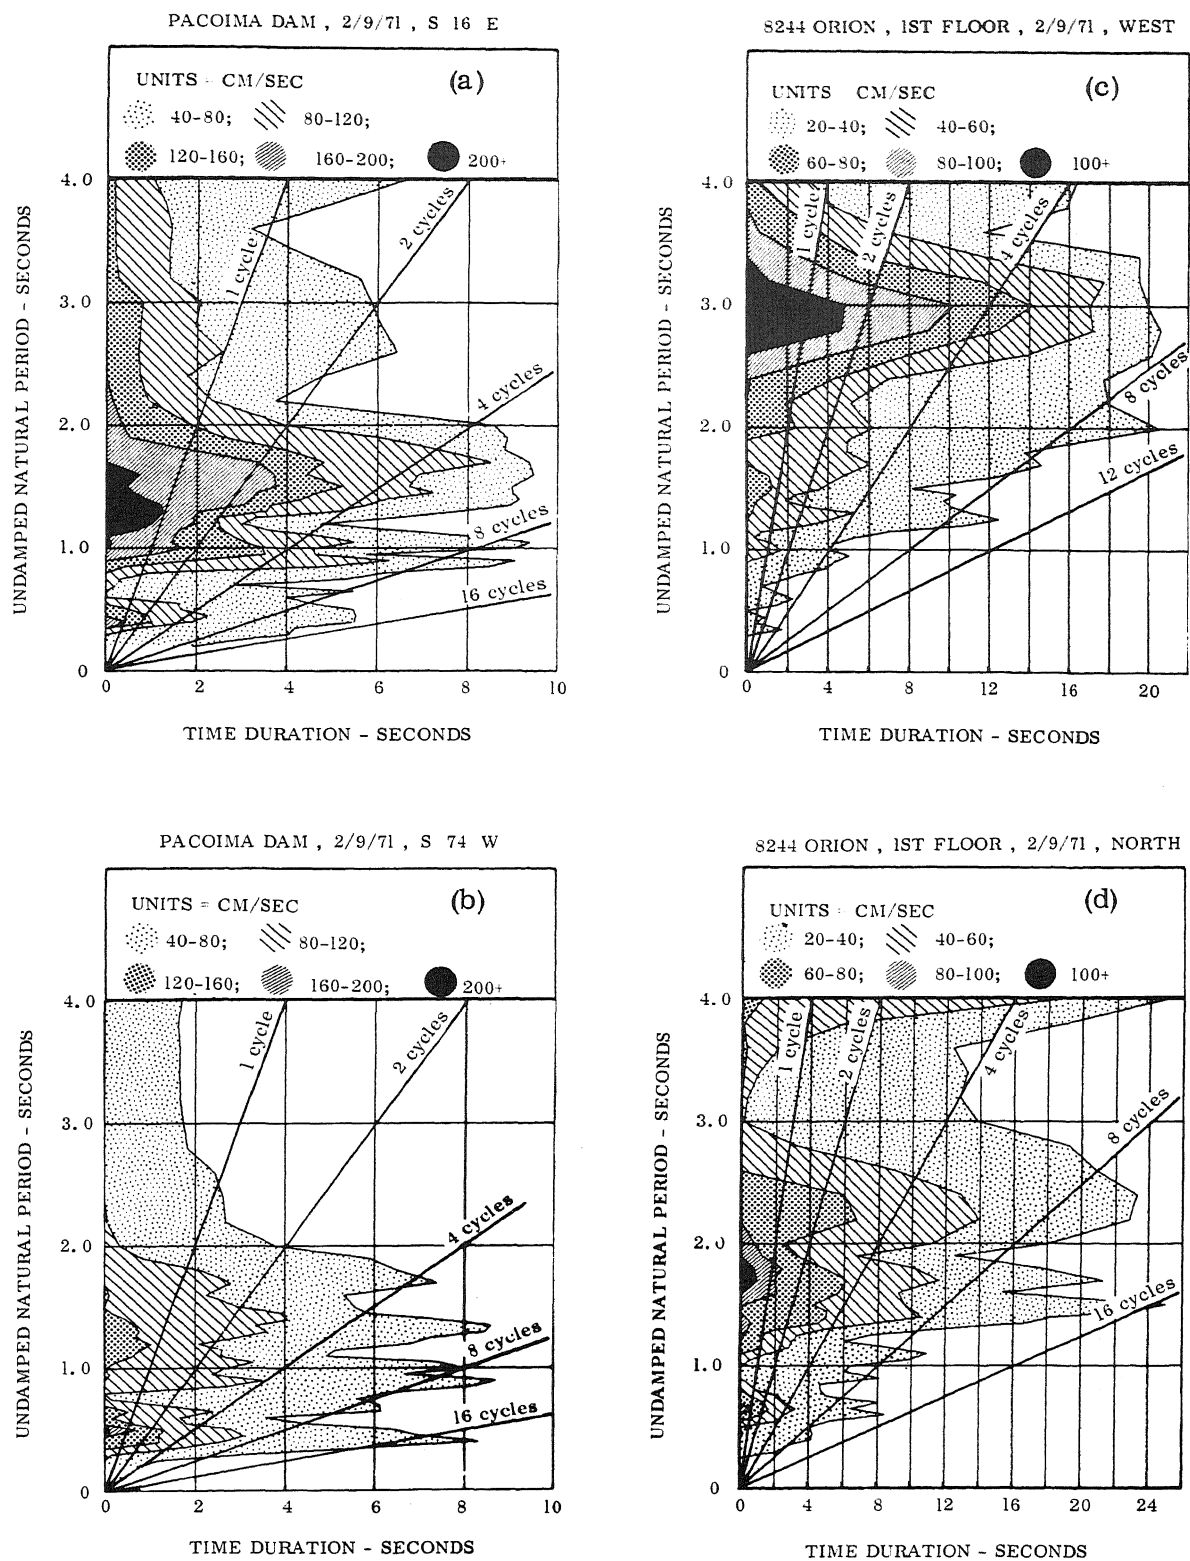 PACOIMA DAM , 2/9/71 , S 16 E
UNITS - CM/SEC
(a)
40-80; 80-120;
120-160; 160-200; 200+
4.0
3.0
2.0
1.0
0
UNDAMPED NATURAL PERIOD - SECONDS
1 cycle
2 cycles
4 cycles
8 cycles
16 cycles
0 2 4 6 8 10
TIME DURATION - SECONDS
8244 ORION , 1ST FLOOR , 2/9/71 , WEST
UNITS CM/SEC
(c)
20-40; 40-60;
60-80; 80-100; 100+
4.0
3.0
2.0
1.0
0
UNDAMPED NATURAL PERIOD - SECONDS
1 cycle
2 cycles
4 cycles
8 cycles
12 cycles
0 4 8 12 16 20
TIME DURATION - SECONDS
PACOIMA DAM , 2/9/71 , S 74 W
UNITS = CM/SEC
(b)
40-80; 80-120;
120-160; 160-200; 200+
4.0
3.0
2.0
1.0
0
UNDAMPED NATURAL PERIOD - SECONDS
1 cycle
2 cycles
4 cycles
8 cycles
16 cycles
0 2 4 6 8 10
TIME DURATION - SECONDS
8244 ORION , 1ST FLOOR , 2/9/71 , NORTH
UNITS - CM/SEC
(d)
20-40; 40-60;
60-80; 80-100; 100+
4.0
3.0
2.0
1.0
0
UNDAMPED NATURAL PERIOD - SECONDS
1 cycle
2 cycles
4 cycles
8 cycles
16 cycles
0 4 8 12 16 20 24
TIME DURATION - SECONDS